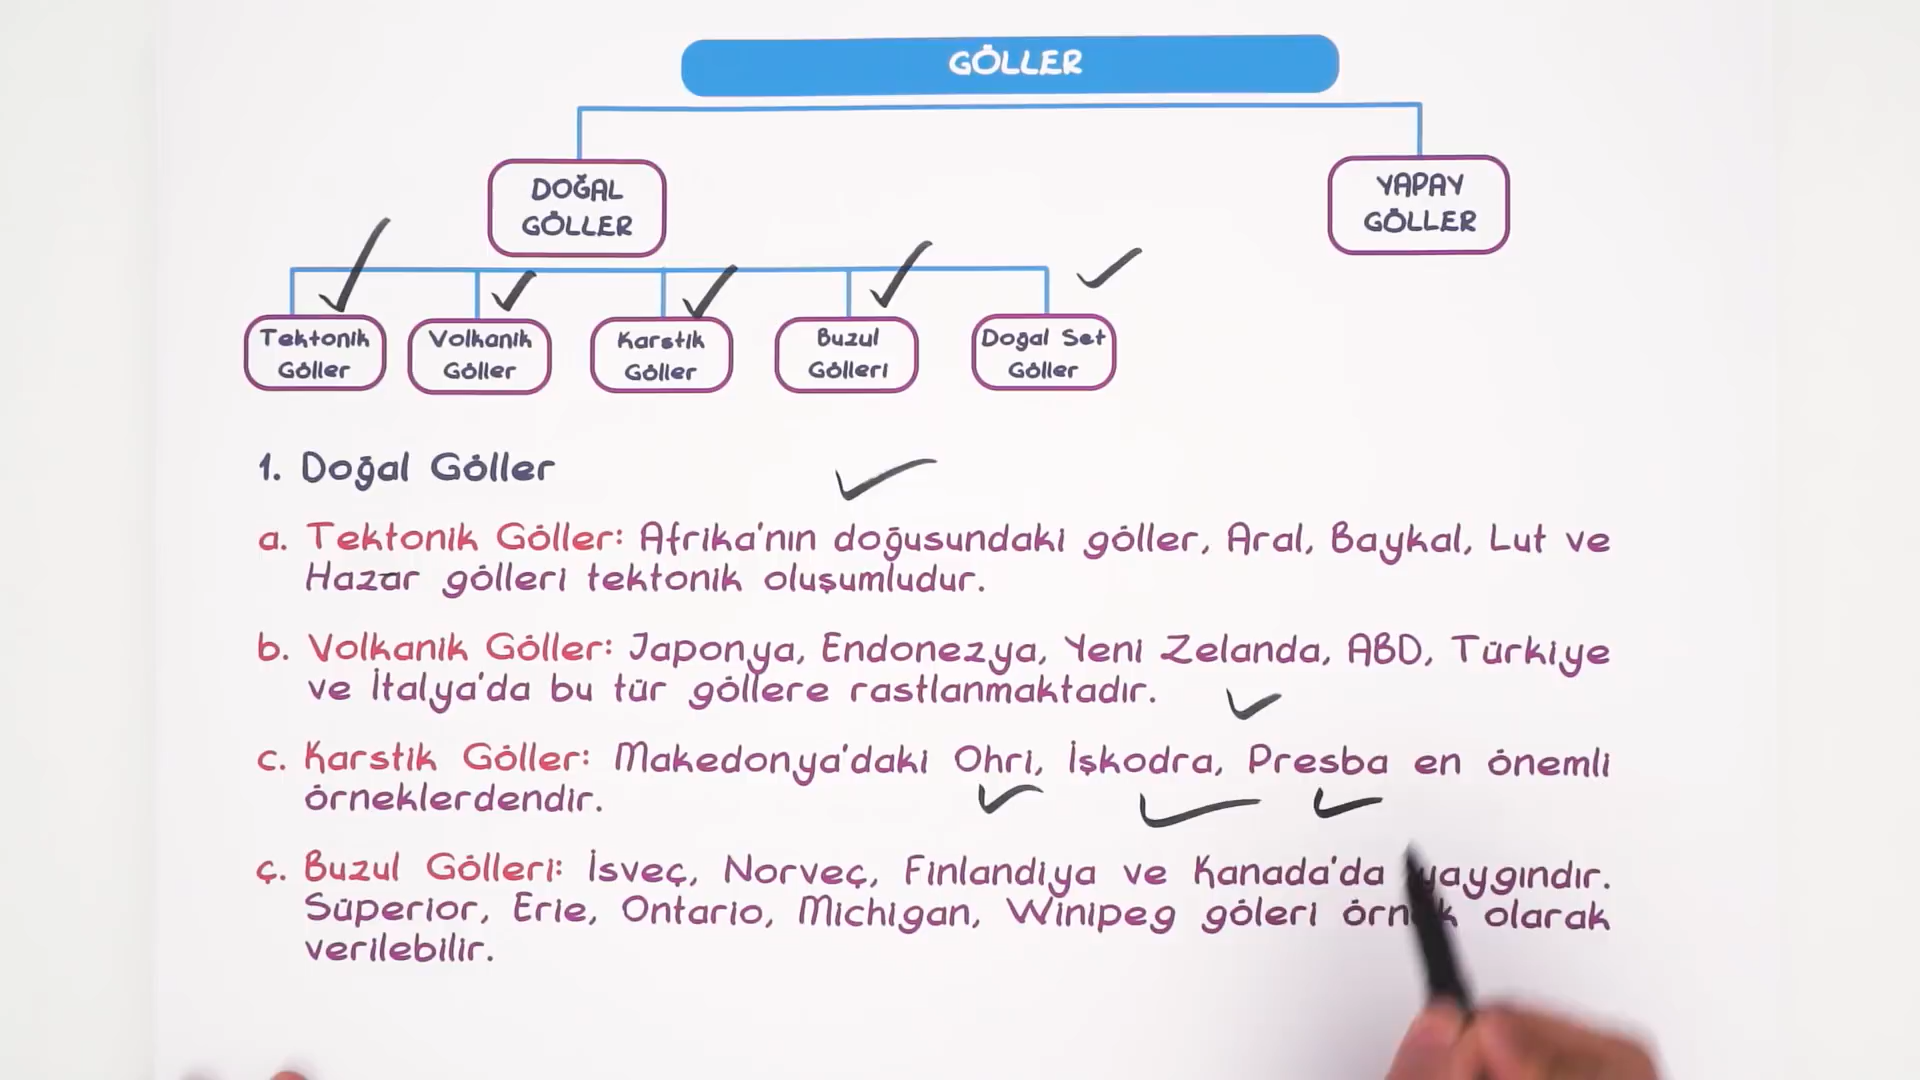 GÖLLER
DOĞAL
GÖLLER
YAPAY
GÖLLER
Tektonik
Göller
Volkanik
Göller
Karstik
Göller
Buzul
Gölleri
Doğal Set
Göller
1. Doğal Göller
a. Tektonik Göller: Afrika'nın doğusundaki göller, Aral, Baykal, Lut ve
Hazar gölleri tektonik oluşumludur.
b. Volkanik Göller: Japonya, Endonezya, Yeni Zelanda, ABD, Türkiye
ve İtalya'da bu tür göllere rastlanmaktadır.
c. Karstik Göller: Makedonya'daki Ohri, İşkodra, Presba en önemli
örneklerdendir.
ç. Buzul Gölleri: İsveç, Norveç, Finlandiya ve Kanada'da yaygındır.
Süperior, Erie, Ontario, Michigan, Winipeg göleri örnek olarak
verilebilir.